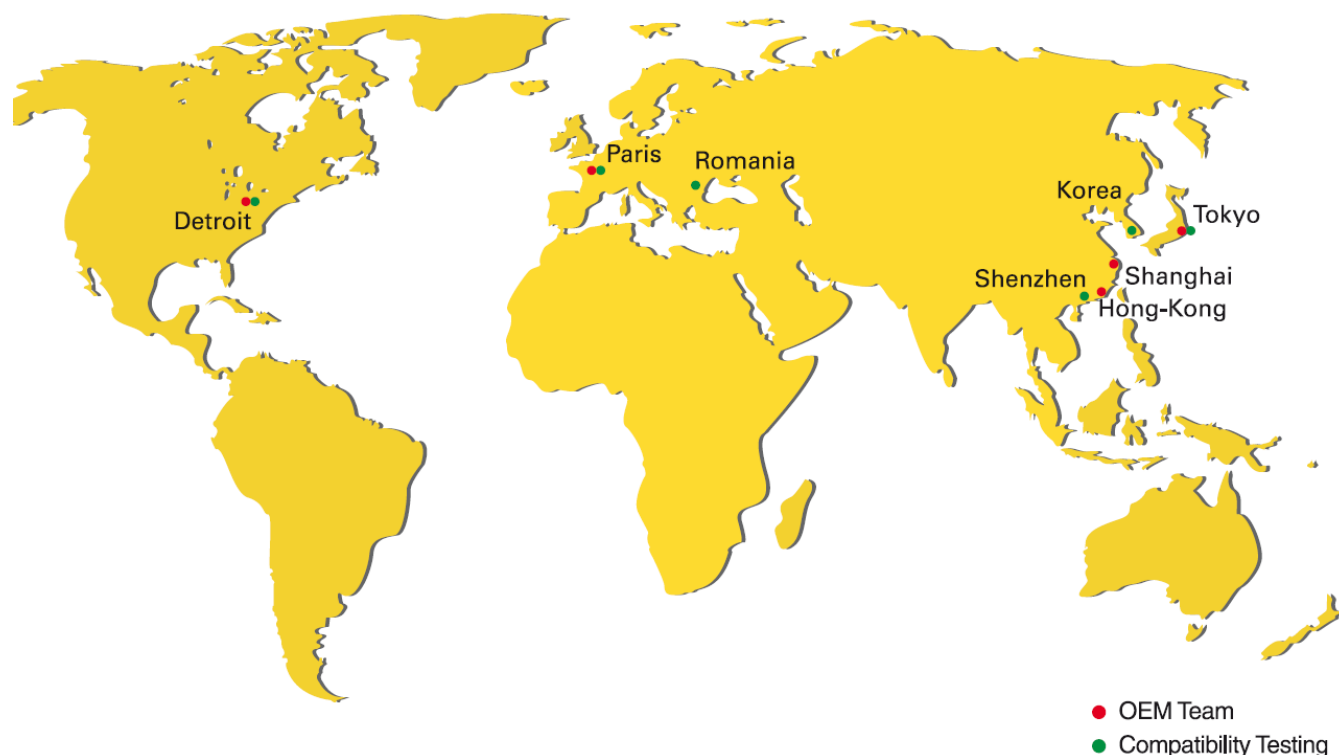 Paris
Romania
Detroit
Korea
Tokyo
Shenzhen
Shanghai
Hong-Kong
OEM Team
Compatibility Testing